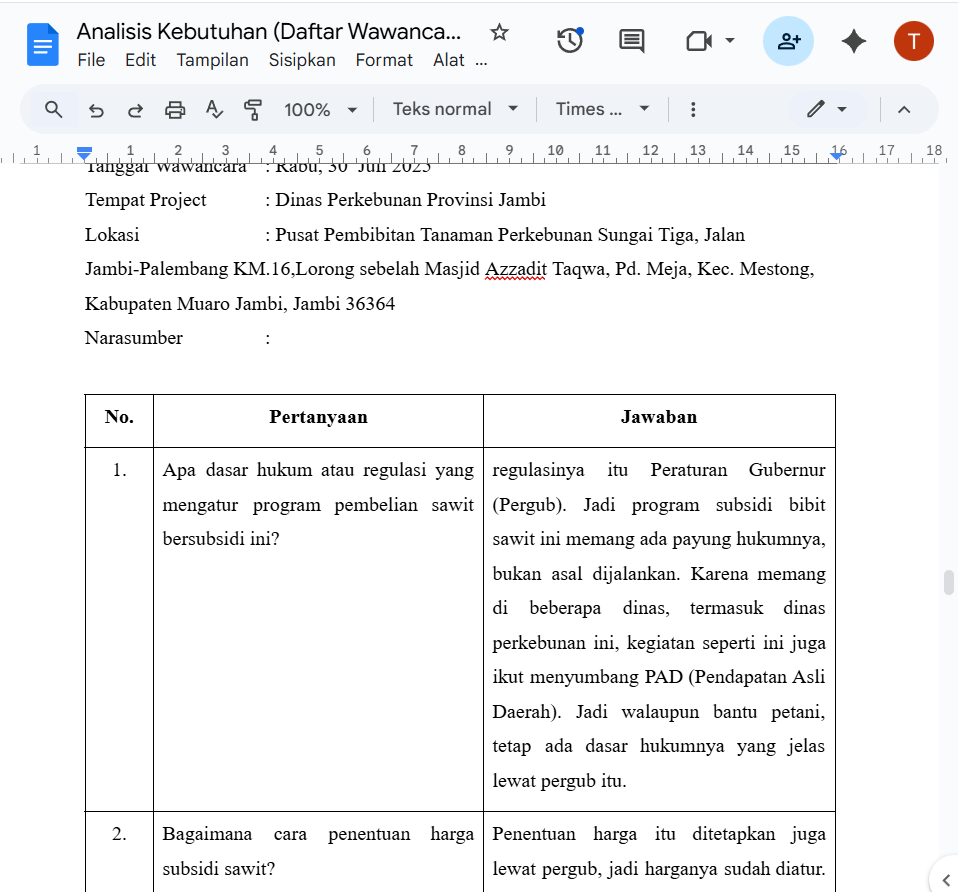 Analisis Kebutuhan (Daftar Wawanca...
File Edit Tampilan Sisipkan Format Alat ...
T
100% Teks normal Times ...
1 1 2 3 4 5 6 7 8 9 10 11 12 13 14 15 16 17 18
Tanggal Wawancara : Rabu, 30 Juli 2025
Tempat Project : Dinas Perkebunan Provinsi Jambi
Lokasi : Pusat Pembibitan Tanaman Perkebunan Sungai Tiga, Jalan
Jambi-Palembang KM.16,Lorong sebelah Masjid Azzadit Taqwa, Pd. Meja, Kec. Mestong,
Kabupaten Muaro Jambi, Jambi 36364
Narasumber :
No. Pertanyaan Jawaban
1.
Apa dasar hukum atau regulasi yang
mengatur program pembelian sawit
bersubsidi ini?
regulasinya itu Peraturan Gubernur
(Pergub). Jadi program subsidi bibit
sawit ini memang ada payung hukumnya,
bukan asal dijalankan. Karena memang
di beberapa dinas, termasuk dinas
perkebunan ini, kegiatan seperti ini juga
ikut menyumbang PAD (Pendapatan Asli
Daerah). Jadi walaupun bantu petani,
tetap ada dasar hukumnya yang jelas
lewat pergub itu.
2.
Bagaimana cara penentuan harga
subsidi sawit?
Penentuan harga itu ditetapkan juga
lewat pergub, jadi harganya sudah diatur.